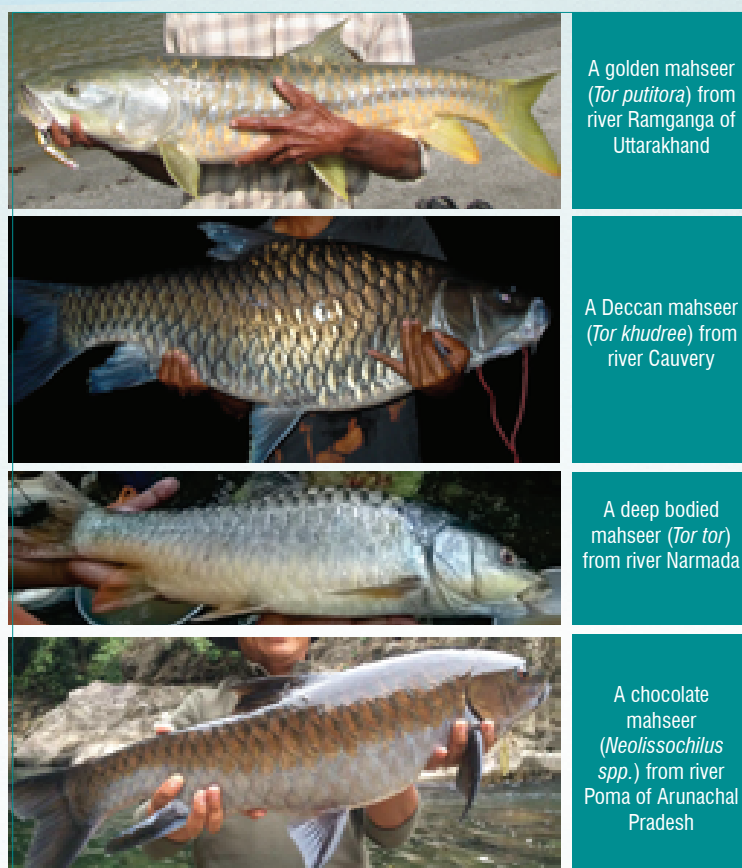 A golden mahseer
(Tor putitora) from
river Ramganga of
Uttarakhand
A Deccan mahseer
(Tor khudree) from
river Cauvery
A deep bodied
mahseer (Tor tor)
from river Narmada
A chocolate
mahseer
(Neolissochilus
spp.) from river
Poma of Arunachal
Pradesh